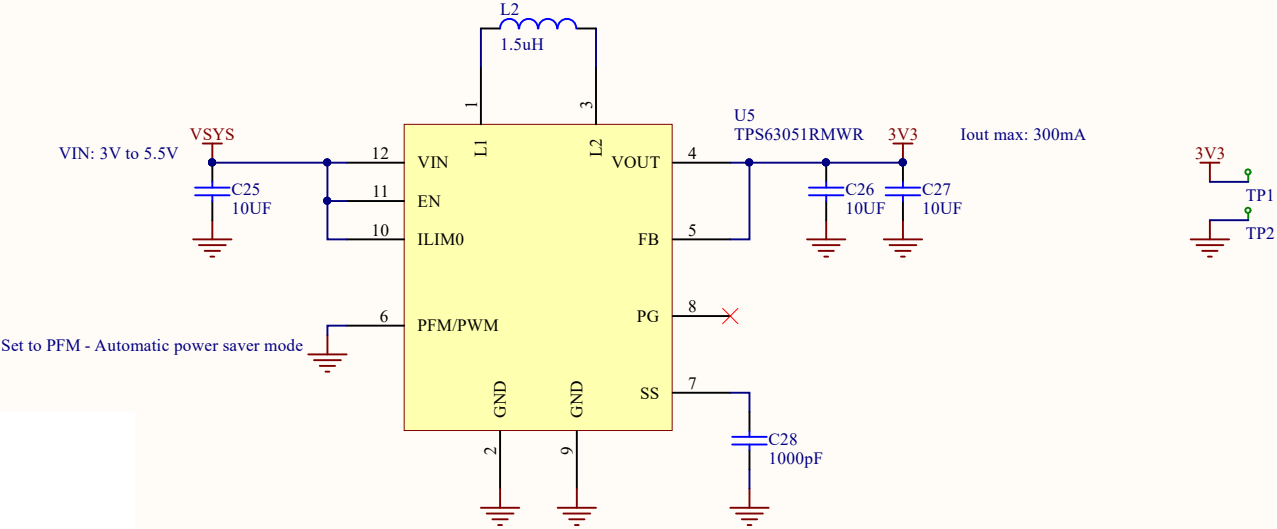 L2
1.5uH
1
3
U5
TPS63051RMWR
VSYS
3V3
Iout max: 300mA
VIN: 3V to 5.5V
12
VIN
L1
L2
VOUT
4
3V3
C25
10UF
11
EN
C26
10UF
C27
10UF
TP1
10
ILIM0
FB
5
TP2
6
PFM/PWM
PG
8
Set to PFM - Automatic power saver mode
SS
7
GND
GND
2
9
C28
1000pF